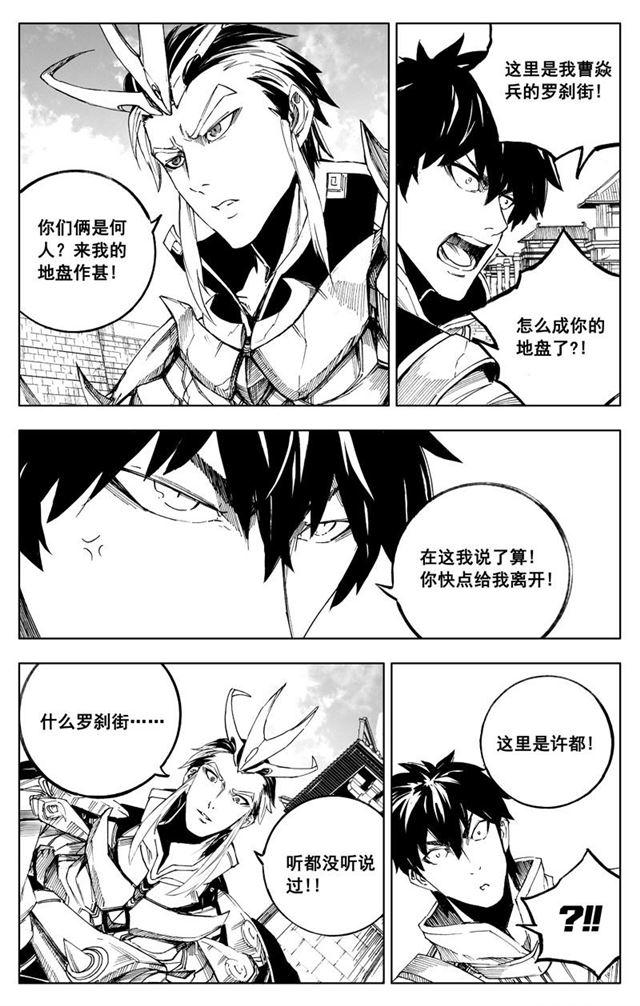 你们俩是何
人？来我的
地盘作甚！
这里是我曹焱
兵的罗刹街！
怎么成你的
地盘了?!
在这我说了算！
你快点给我离开！
什么罗刹街……
听都没听说
过！！
这里是许都！
?!!